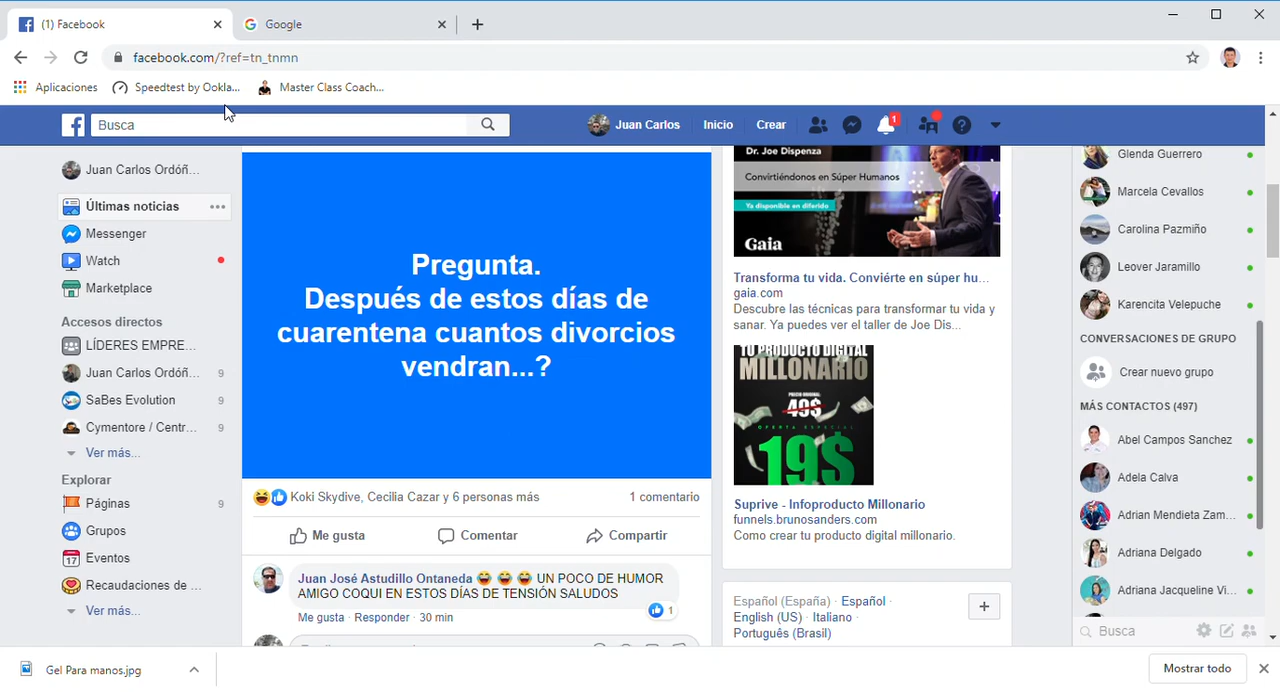 (1) Facebook
Google
facebook.com/?ref=tn_tnmn
Aplicaciones
Speedtest by Ookla...
Master Class Coach...
Busca
Juan Carlos
Inicio
Crear
1
Juan Carlos Ordóñ...
Últimas noticias
Messenger
Watch
Marketplace
Accesos directos
LÍDERES EMPRE...
Juan Carlos Ordóñ... 9
SaBes Evolution 9
Cymentore / Centr... 9
Ver más...
Explorar
Páginas 9
Grupos
Eventos
17
Recaudaciones de ...
Ver más...
Pregunta.
Después de estos días de
cuarentena cuantos divorcios
vendran...?
Koki Skydive, Cecilia Cazar y 6 personas más
1 comentario
Me gusta
Comentar
Compartir
Juan José Astudillo Ontaneda UN POCO DE HUMOR
AMIGO COQUI EN ESTOS DÍAS DE TENSIÓN SALUDOS
1
Me gusta · Responder · 30 min
Dr. Joe Dispenza
Convirtiéndonos en Súper Humanos
Ya disponible en diferido
Gaia
Transforma tu vida. Conviérte en súper hu...
gaia.com
Descubre las técnicas para transformar tu vida y
sanar. Ya puedes ver el taller de Joe Dis...
TU PRODUCTO DIGITAL
MILLONARIO
PRECIO ORIGINAL:
49$
OFERTA ESPECIAL
19$
Suprive - Infoproducto Millonario
funnels.brunosanders.com
Como crear tu producto digital millonario.
Español (España) · Español ·
English (US) · Italiano ·
Português (Brasil)
Glenda Guerrero
Marcela Cevallos
Carolina Pazmiño
Leover Jaramillo
Karencita Velepuche
CONVERSACIONES DE GRUPO
Crear nuevo grupo
MÁS CONTACTOS (497)
Abel Campos Sanchez
Adela Calva
Adrian Mendieta Zam...
Adriana Delgado
Adriana Jacqueline Vi...
Busca
Gel Para manos.jpg
Mostrar todo